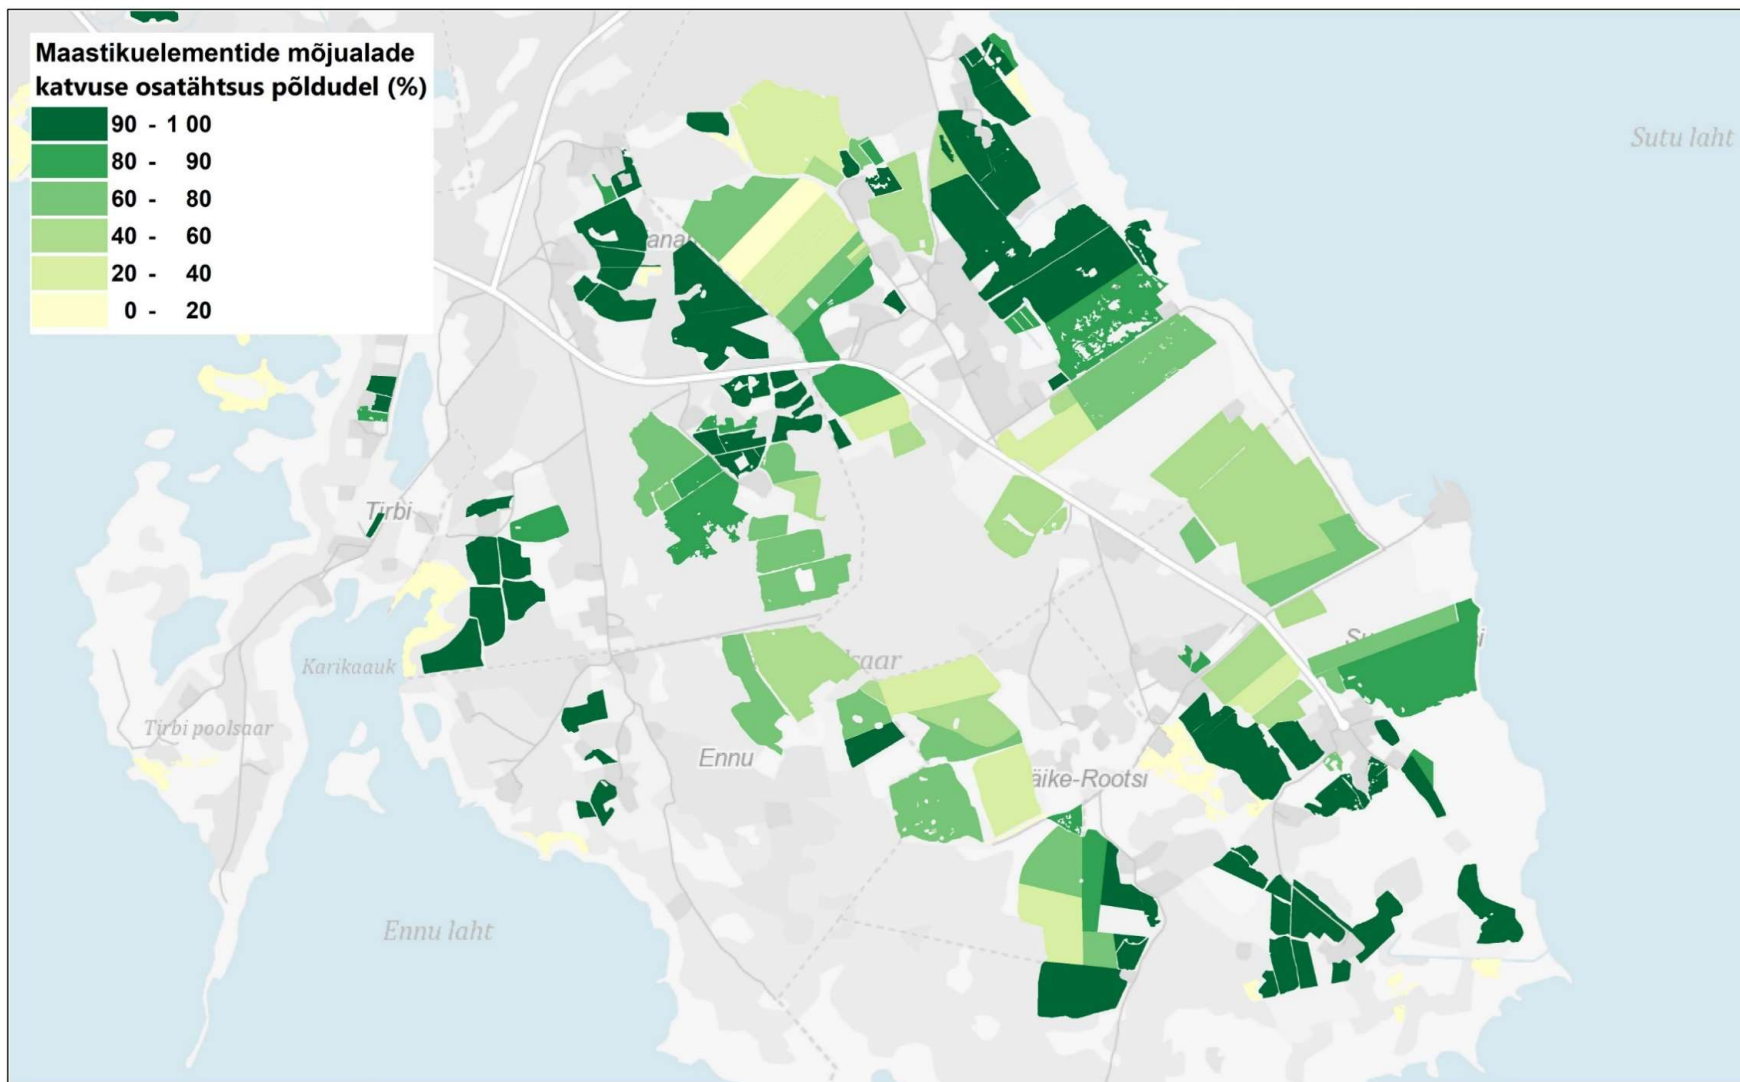 Maastikuelementide mõjualade
katvuse osatähtsus põldudel (%)
90 - 1 00
80 - 90
60 - 80
40 - 60
20 - 40
0 - 20
Sutu laht
Tirbi
Karikaauk
Tirbi poolsaar
Ennu
äike-Rootsi
Ennu laht